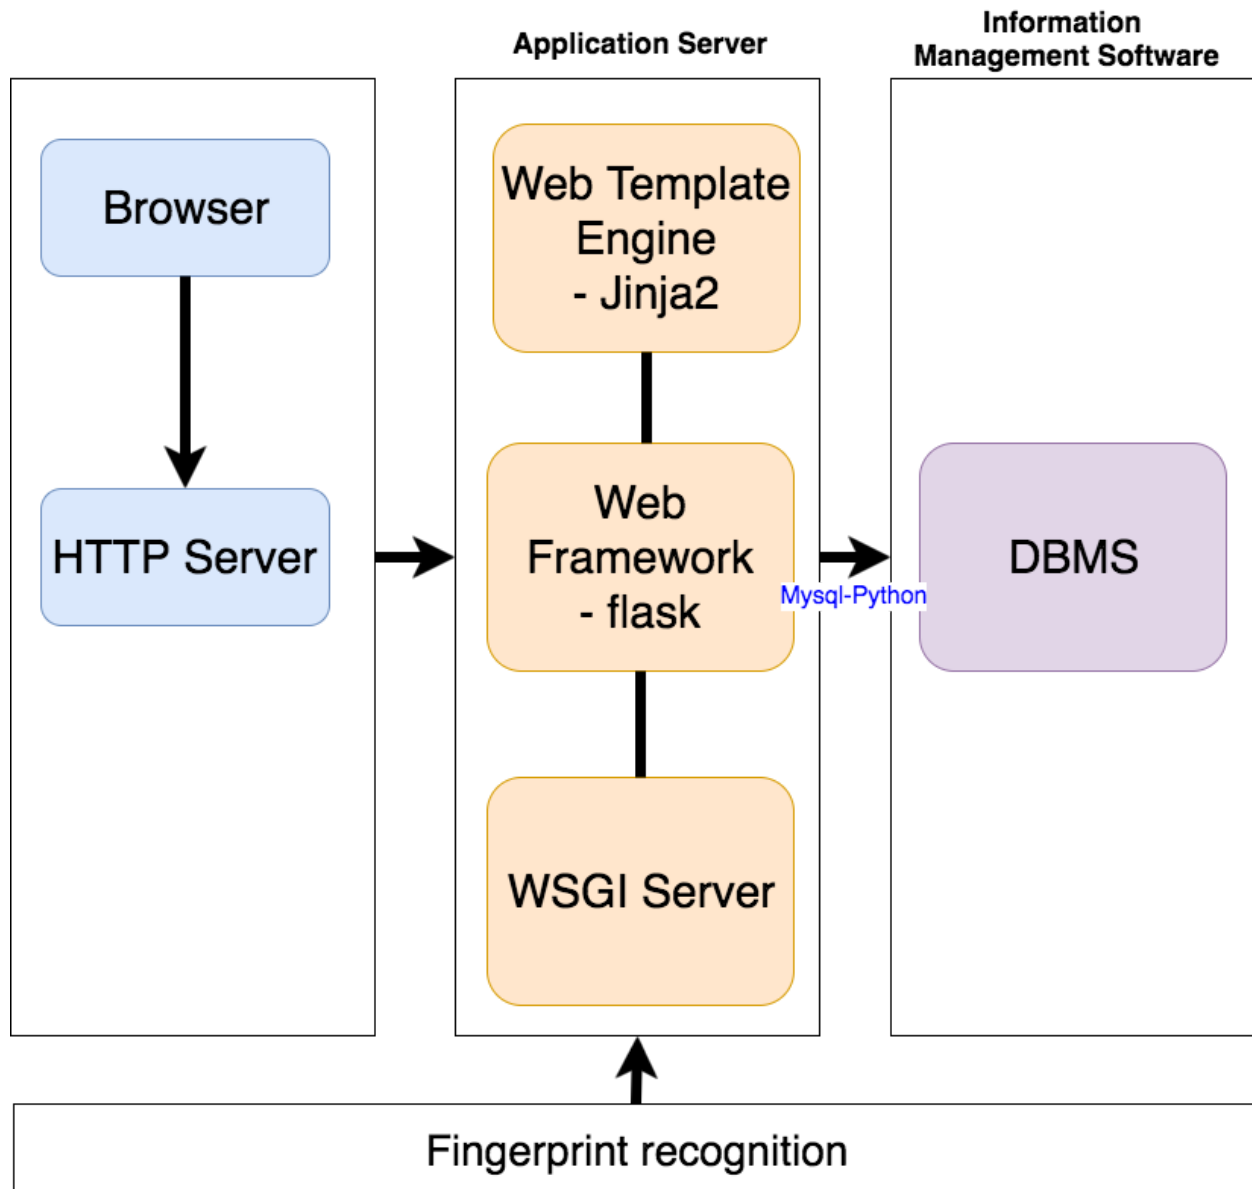 Application Server
Information
Management Software
Browser
HTTP Server
Web Template
Engine
- Jinja2
Web
Framework
- flask
WSGI Server
Mysql-Python
DBMS
Fingerprint recognition